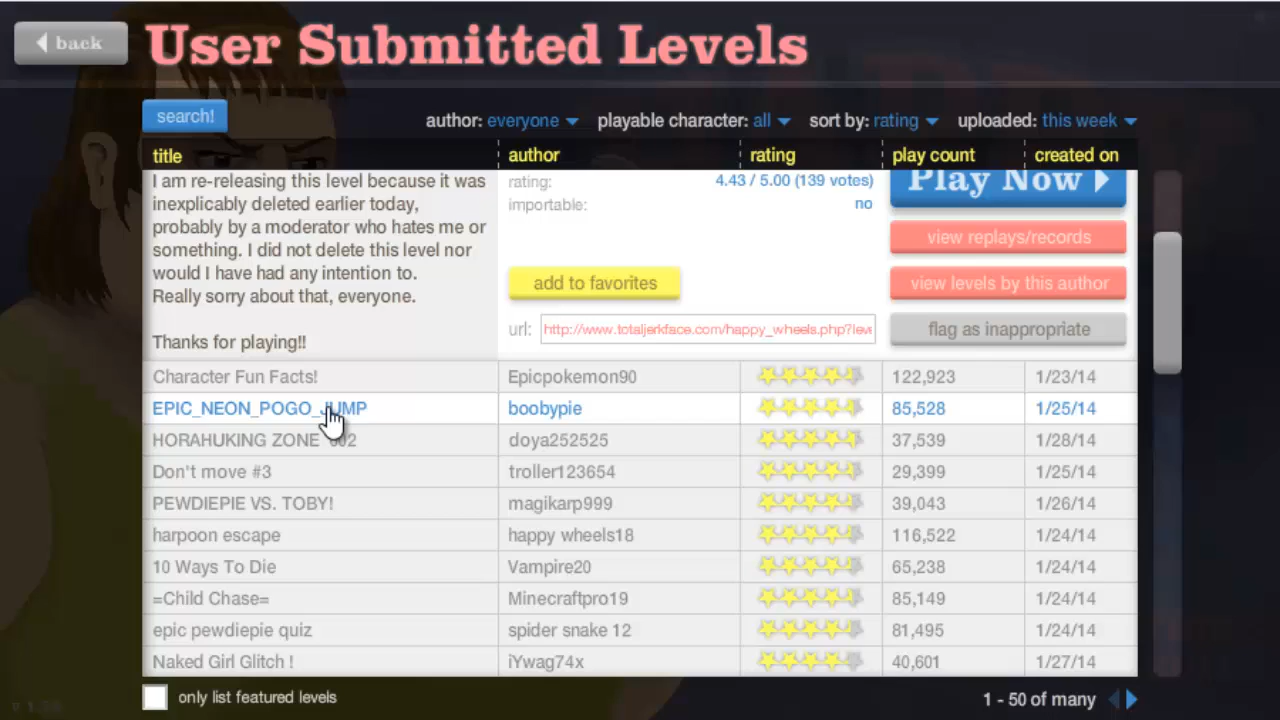 back
User Submitted Levels
search!
author: everyone playable character: all sort by: rating uploaded: this week
title author rating play count created on
I am re-releasing this level because it was
inexplicably deleted earlier today,
probably by a moderator who hates me or
something. I did not delete this level nor
would I have had any intention to.
Really sorry about that, everyone.
Thanks for playing!!
rating: 4.43 / 5.00 (139 votes)
importable: no
add to favorites
url: http://www.totaljerkface.com/happy_wheels.php?leve
Play Now
view replays/records
view levels by this author
flag as inappropriate
Character Fun Facts! Epicpokemon90 122,923 1/23/14
EPIC_NEON_POGO_JUMP boobypie 85,528 1/25/14
HORAHUKING ZONE doya252525 37,539 1/28/14
Don't move #3 troller123654 29,399 1/25/14
PEWDIEPIE VS. TOBY! magikarp999 39,043 1/26/14
harpoon escape happy wheels18 116,522 1/24/14
10 Ways To Die Vampire20 65,238 1/24/14
=Child Chase= Minecraftpro19 85,149 1/24/14
epic pewdiepie quiz spider snake 12 81,495 1/24/14
Naked Girl Glitch ! iYwag74x 40,601 1/27/14
only list featured levels
1 - 50 of many